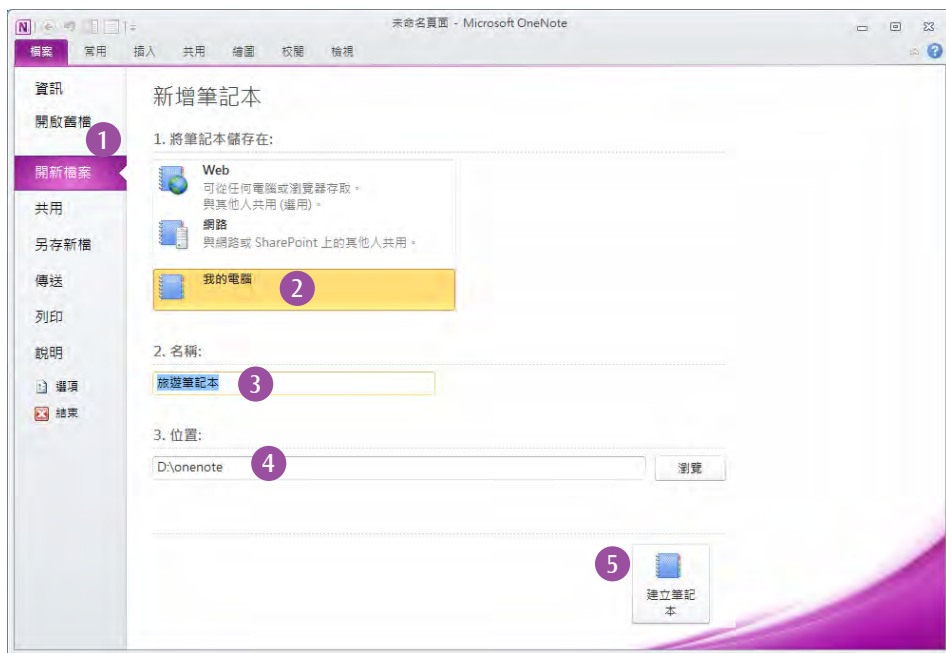 未命名頁面 - Microsoft OneNote
檔案 常用 插入 共用 繪圖 校閱 檢視
資訊
開啟舊檔
1
開新檔案
共用
另存新檔
傳送
列印
說明
選項
結束
新增筆記本
1. 將筆記本儲存在:
Web
可從任何電腦或瀏覽器存取。
與其他人共用 (選用)。
網路
與網路或 SharePoint 上的其他人共用。
我的電腦
2
2. 名稱:
旅遊筆記本
3
3. 位置:
D:\onenote
4
瀏覽
5
建立筆記
本